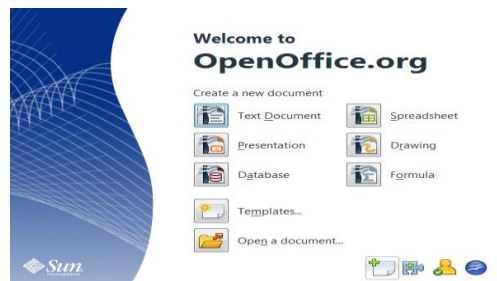 Welcome to
OpenOffice.org
Create a new document
Text Document
Spreadsheet
Presentation
Drawing
Database
Formula
Templates...
Open a document...
Sun